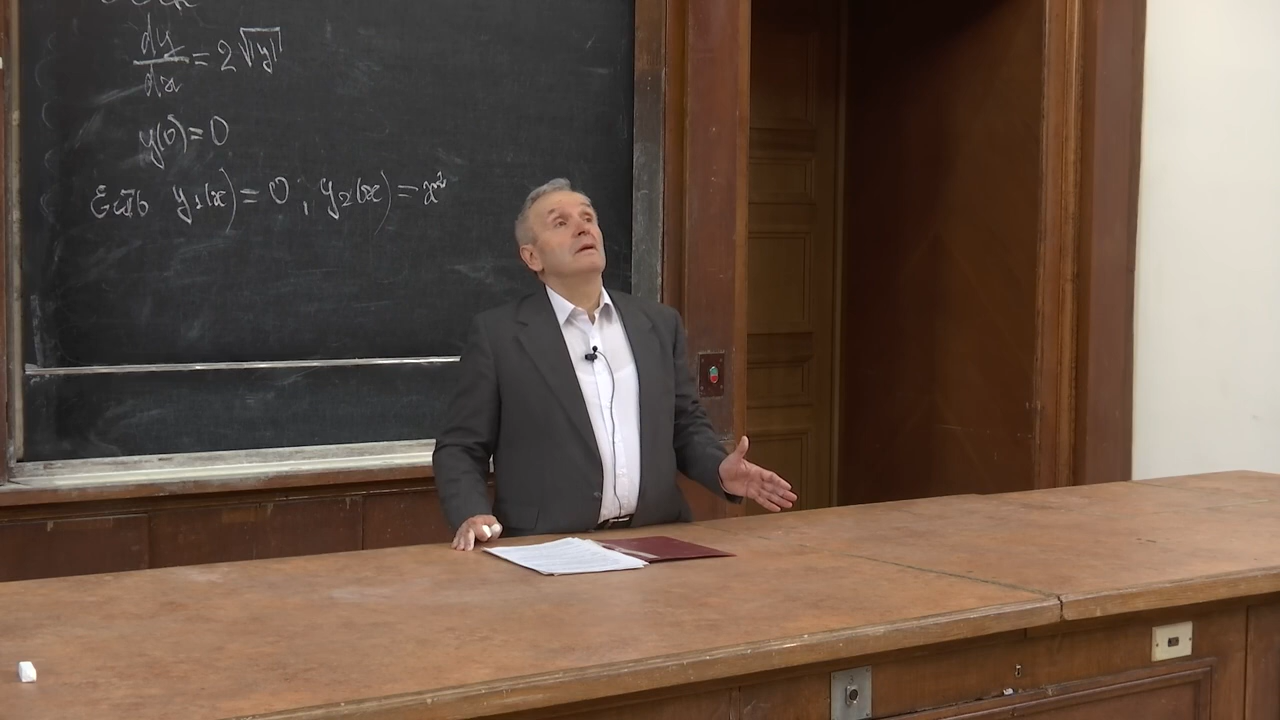 dy/dx = 2√|y|
y(0) = 0
Есть y₁(x) = 0, y₂(x) = x²